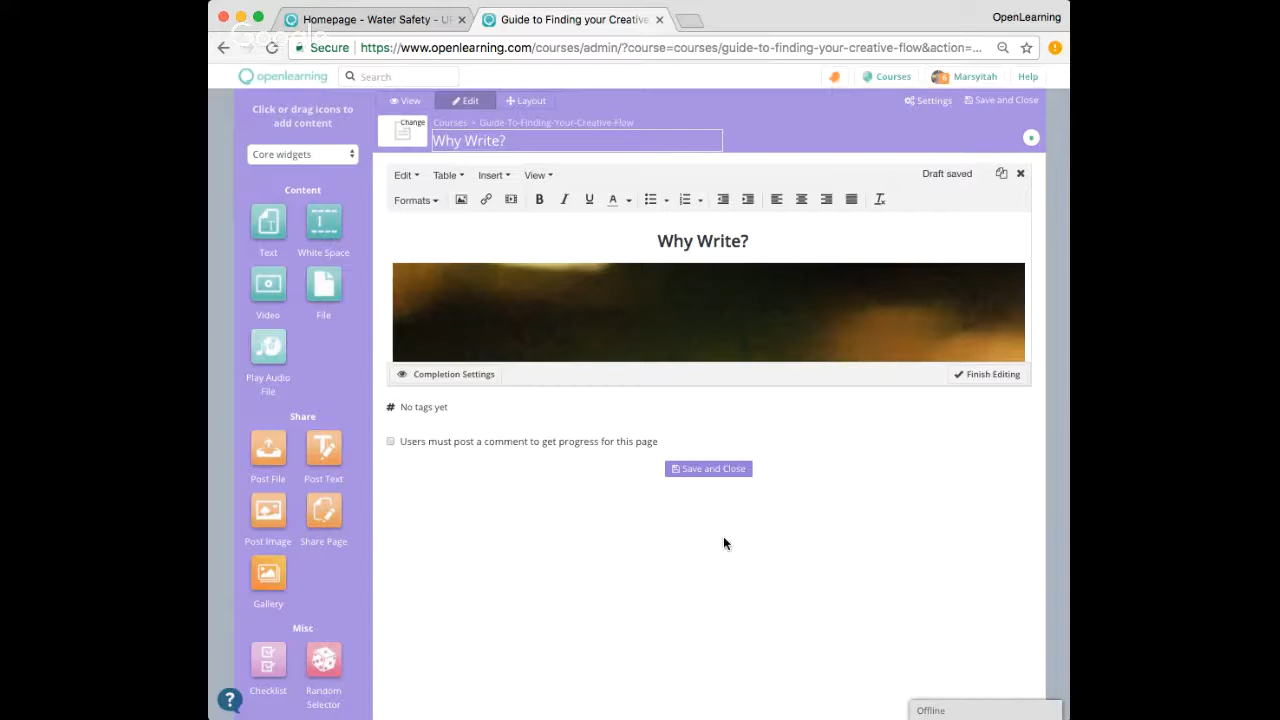 Homepage - Water Safety - U
Guide to Finding your Creative
OpenLearning
Google
Secure
https://www.openlearning.com/courses/admin/?course=courses/guide-to-finding-your-creative-flow&action=...
openlearning
Search
Courses
6
Marsyitah
Help
Click or drag icons to
add content
View
Edit
Layout
Settings
Save and Close
Change
Courses
Guide-To-Finding-Your-Creative-Flow
Why Write?
Core widgets
Edit
Table
Insert
View
Draft saved
Formats
B
I
U
A
Content
Text
White Space
Video
File
Play Audio
File
Why Write?
Completion Settings
Finish Editing
# No tags yet
Users must post a comment to get progress for this page
Save and Close
Share
Post File
Post Text
Post Image
Share Page
Gallery
Misc
Checklist
Random
Selector
?
Offline